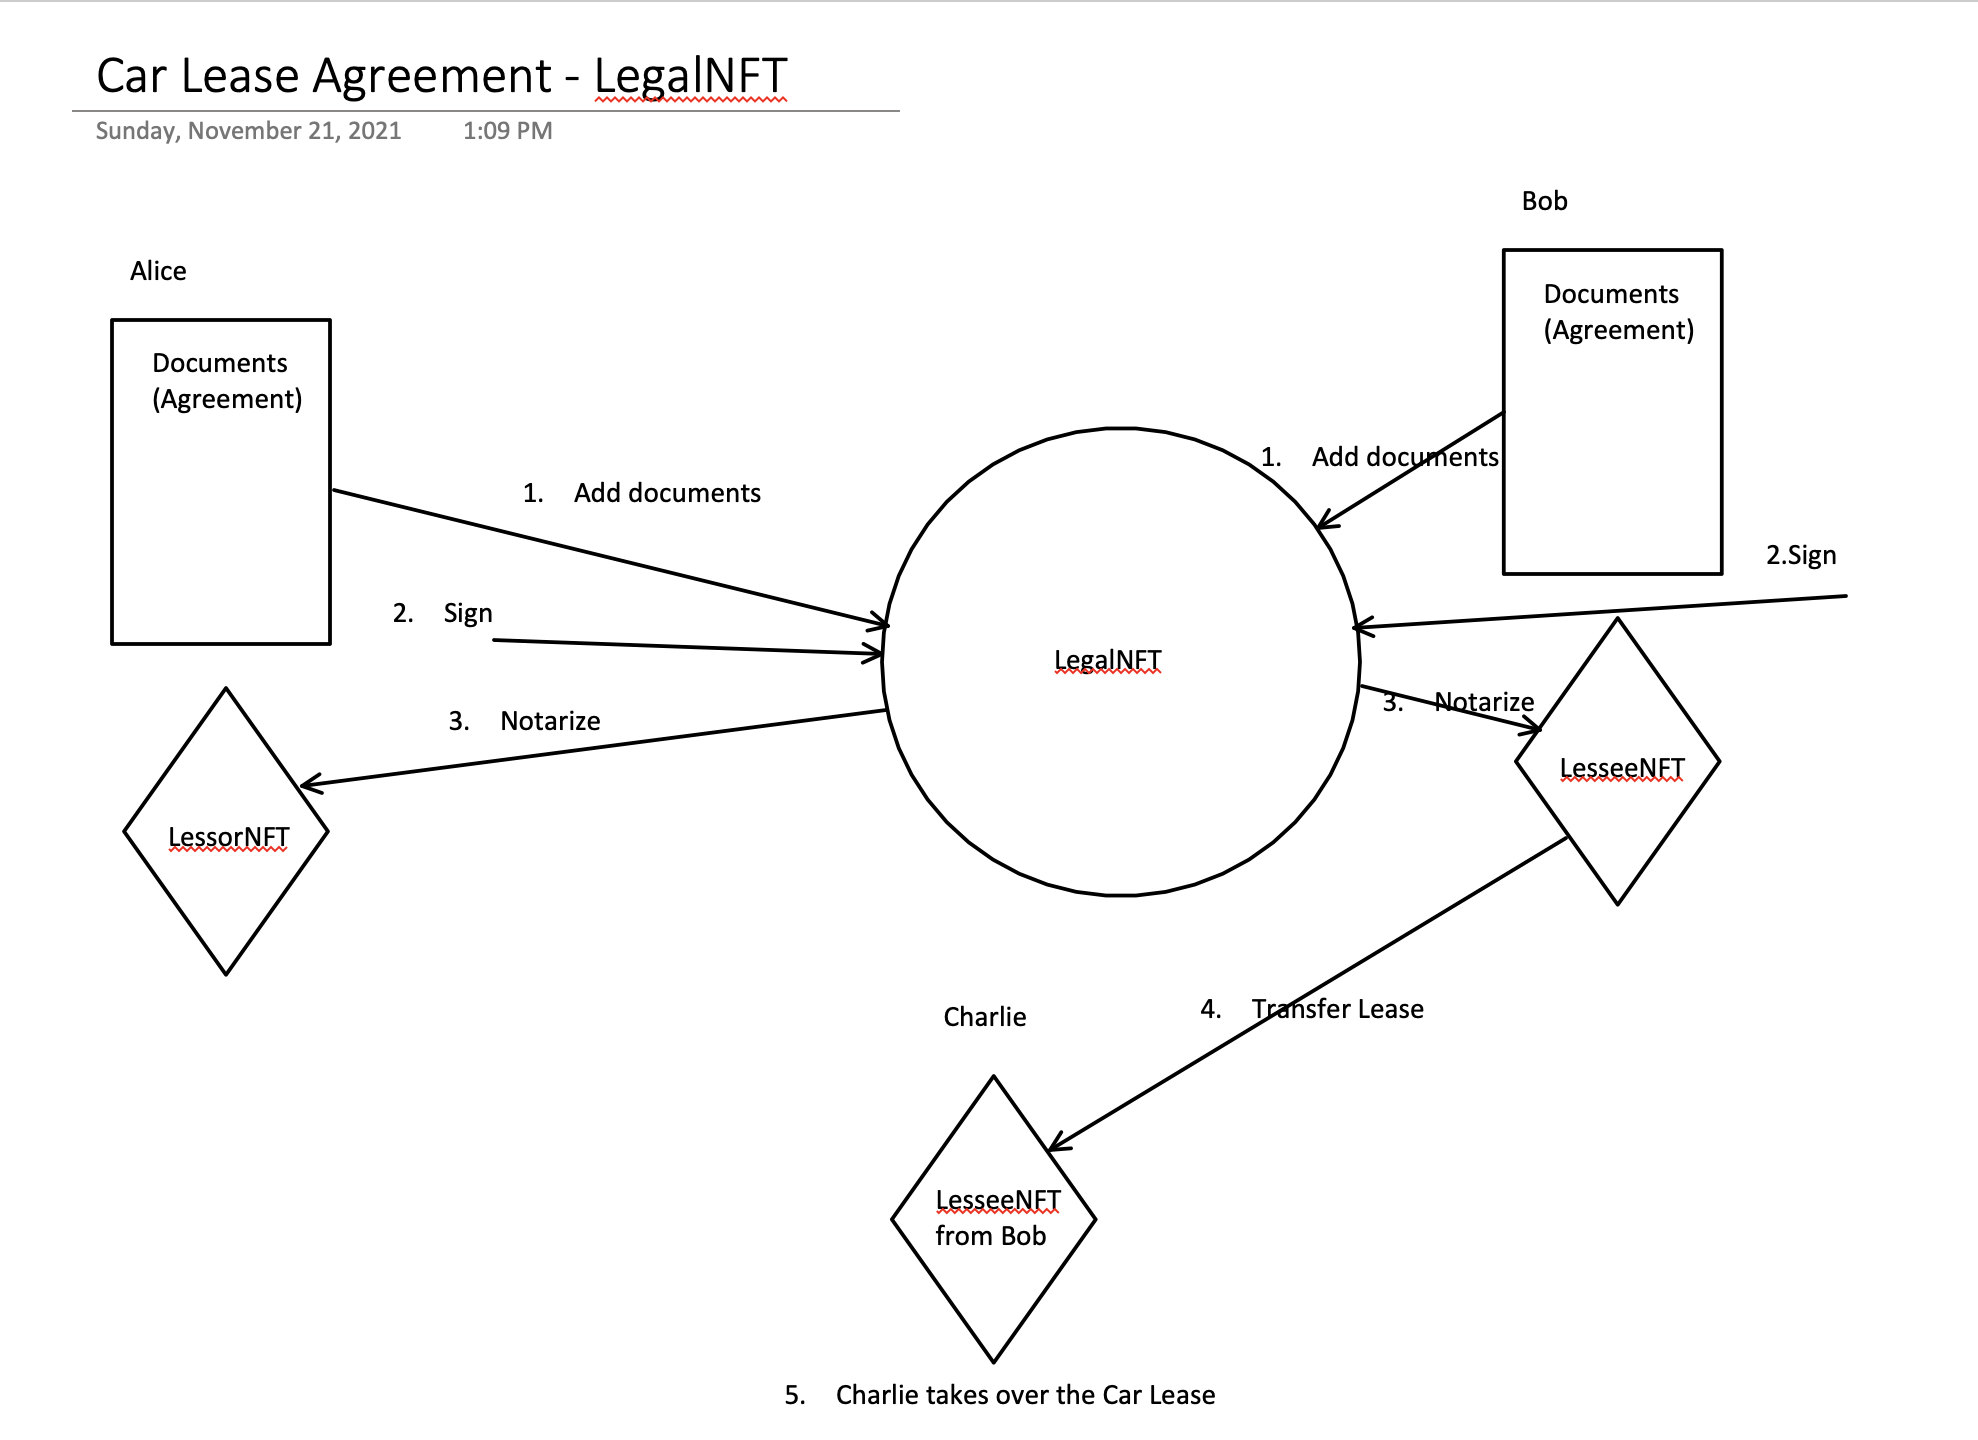 Car Lease Agreement - LegalNFT
Sunday, November 21, 2021 1:09 PM
Bob
Alice
Documents
(Agreement)
Documents
(Agreement)
1. Add documents
1. Add documents
2.Sign
2. Sign
LegalNFT
3. Notarize
3. Notarize
LesseeNFT
LessorNFT
Charlie
4. Transfer Lease
LesseeNFT
from Bob
5. Charlie takes over the Car Lease